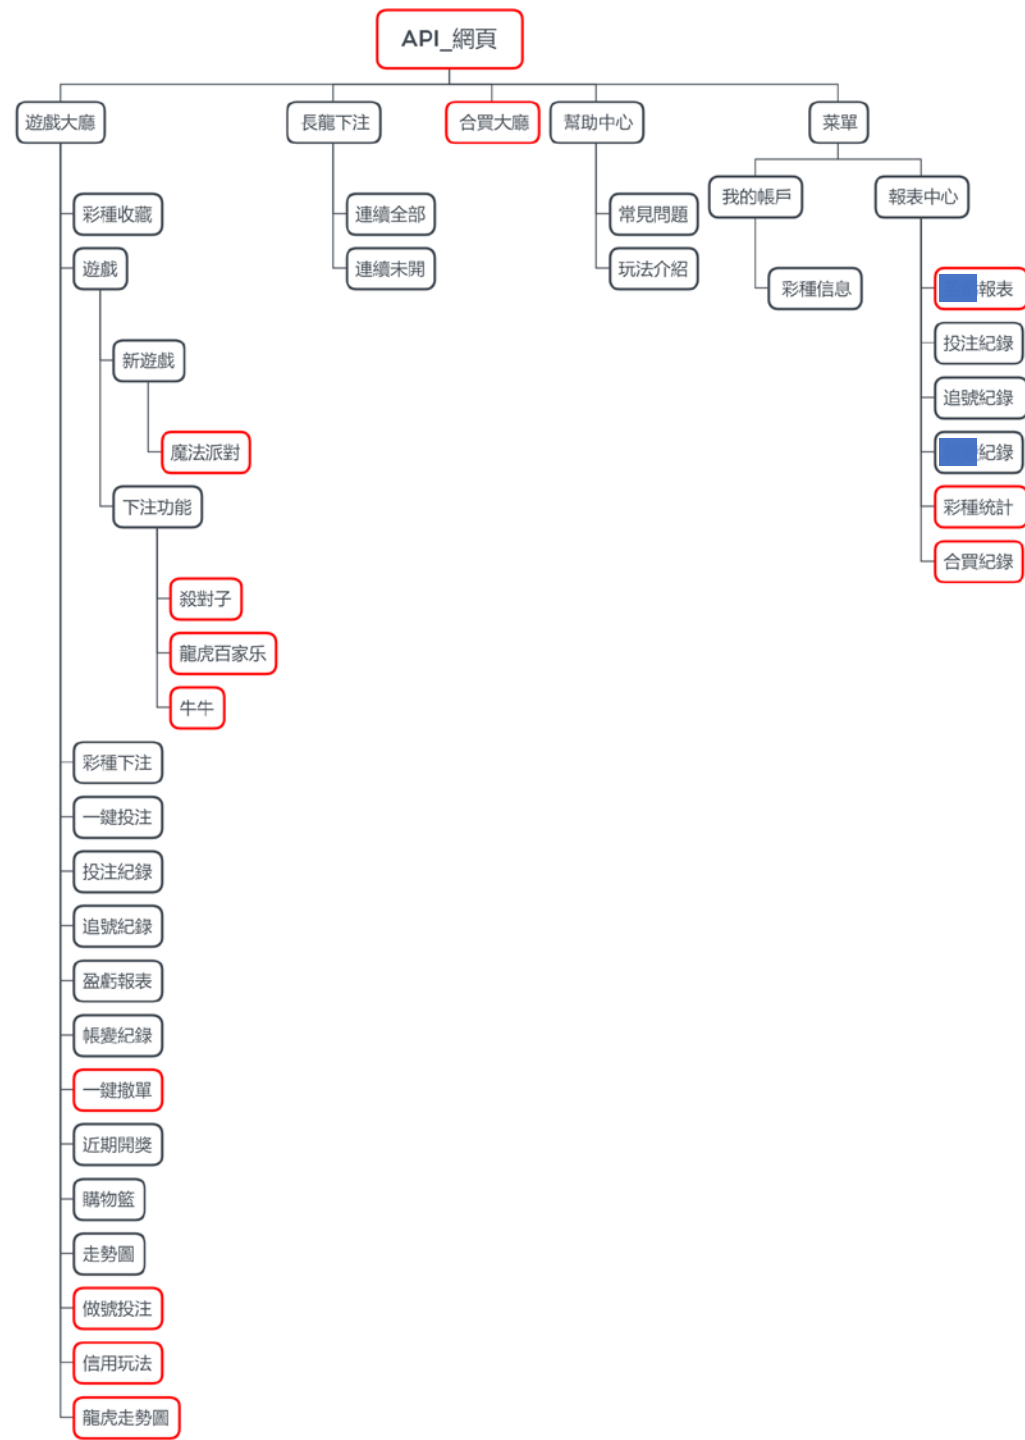 API_網頁
遊戲大廳
長龍下注
合買大廳
幫助中心
菜單
彩種收藏
遊戲
新遊戲
魔法派對
下注功能
殺對子
龍虎百家乐
牛牛
彩種下注
一鍵投注
投注紀錄
追號紀錄
盈虧報表
帳變紀錄
一鍵撤單
近期開獎
購物籃
走勢圖
做號投注
信用玩法
龍虎走勢圖
連續全部
連續未開
常見問題
玩法介紹
我的帳戶
彩種信息
報表中心
報表
投注紀錄
追號紀錄
紀錄
彩種統計
合買紀錄